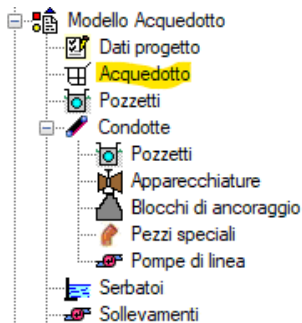 Modello Acquedotto
Dati progetto
Acquedotto
Pozzetti
Condotte
Pozzetti
Apparecchiature
Blocchi di ancoraggio
Pezzi speciali
Pompe di linea
Serbatoi
Sollevamenti